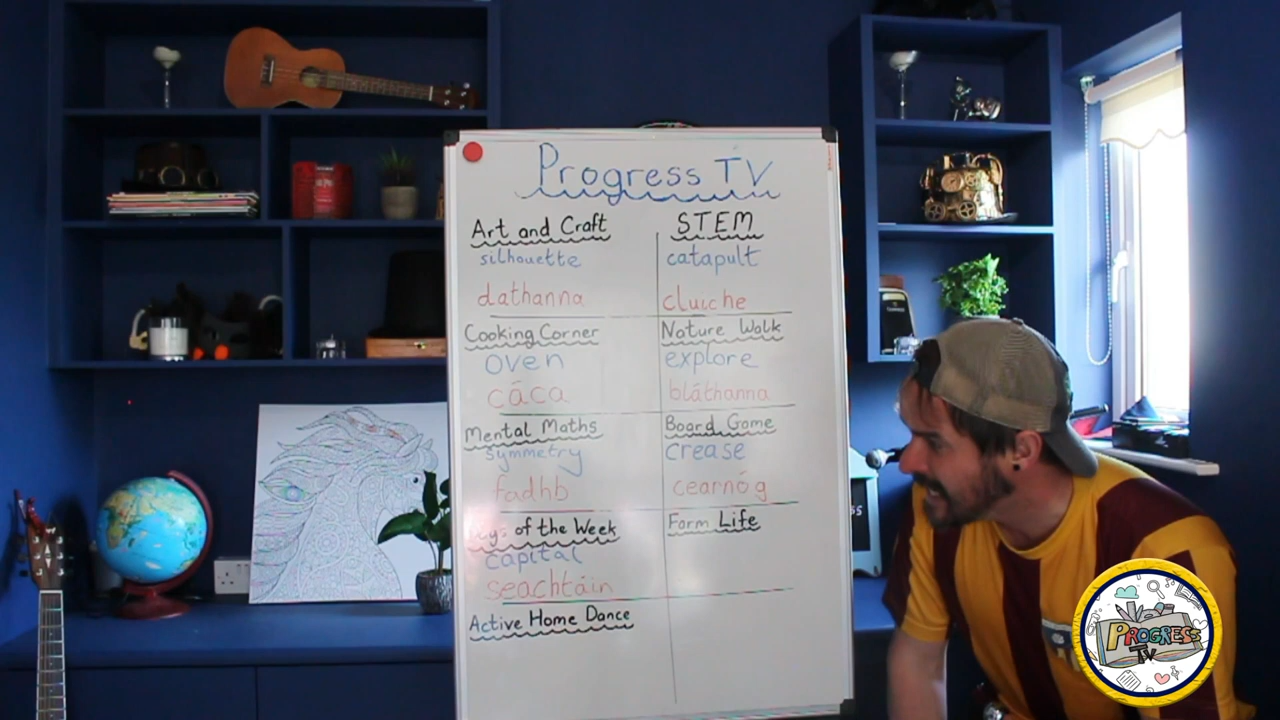 Progress TV
Art and Craft
silhouette
dathanna
STEM
catapult
cluiche
Cooking Corner
oven
cáca
Nature Walk
explore
bláthanna
Mental Maths
symmetry
fadhb
Board Game
crease
cearnóg
of the Week
capital
seachtáin
Farm Life
Active Home Dance
PROGRESS
TV